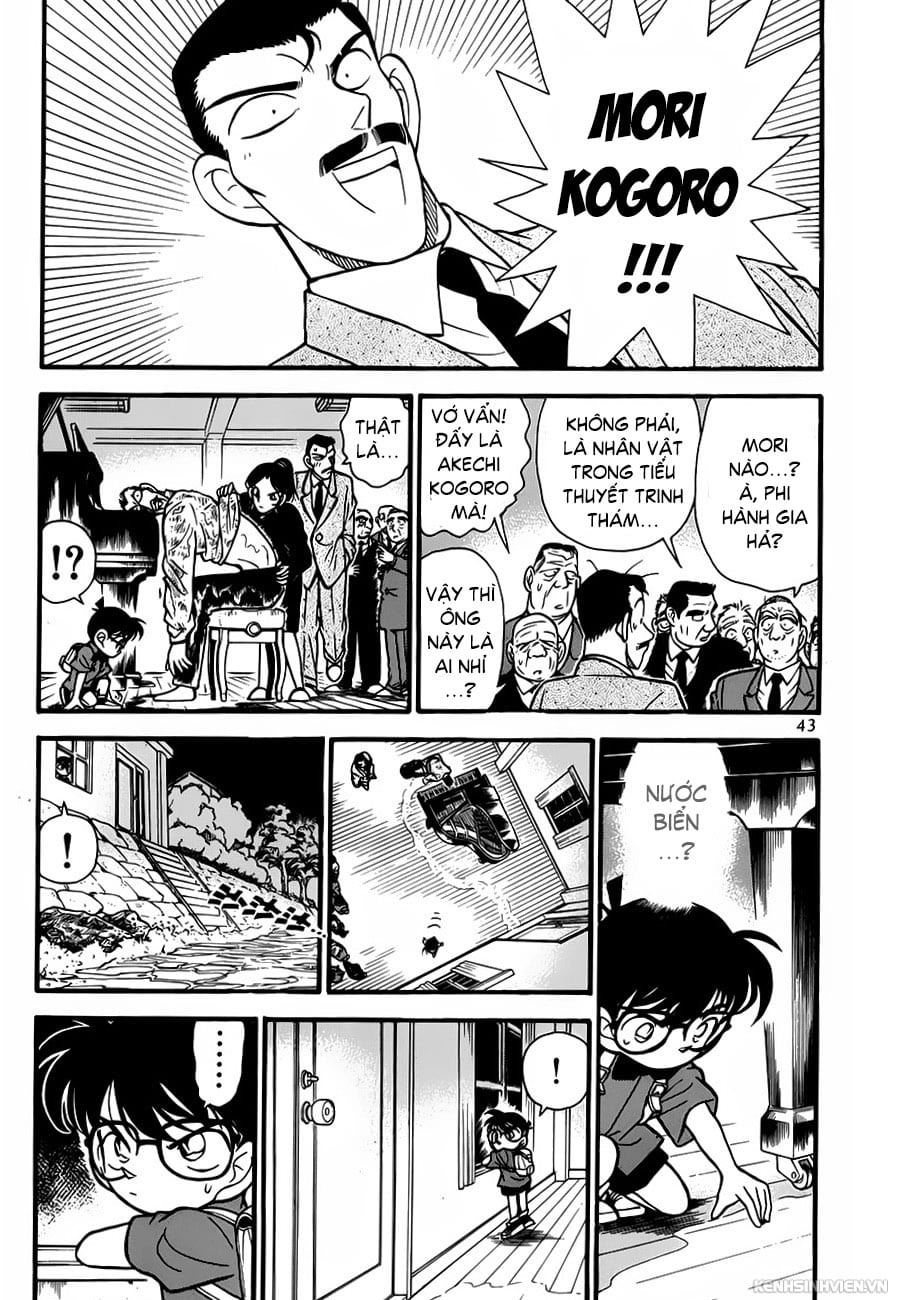 MORI
KOGORO
!!!
MORI
NÀO...?
À, PHI
HÀNH GIA
HẢ?
KHÔNG PHẢI,
LÀ NHÂN VẬT
TRONG TIỂU
THUYẾT TRINH
THÁM...
VỚ VẨN!
ĐẤY LÀ
AKECHI
KOGORO
MÀ!
VẬY THÌ
ÔNG
NÀY LÀ
AI NHỈ
...?
THẬT
LÀ...
!?
43
NƯỚC
BIỂN
...?
!
!
......
KENHSINHVIEN.VN